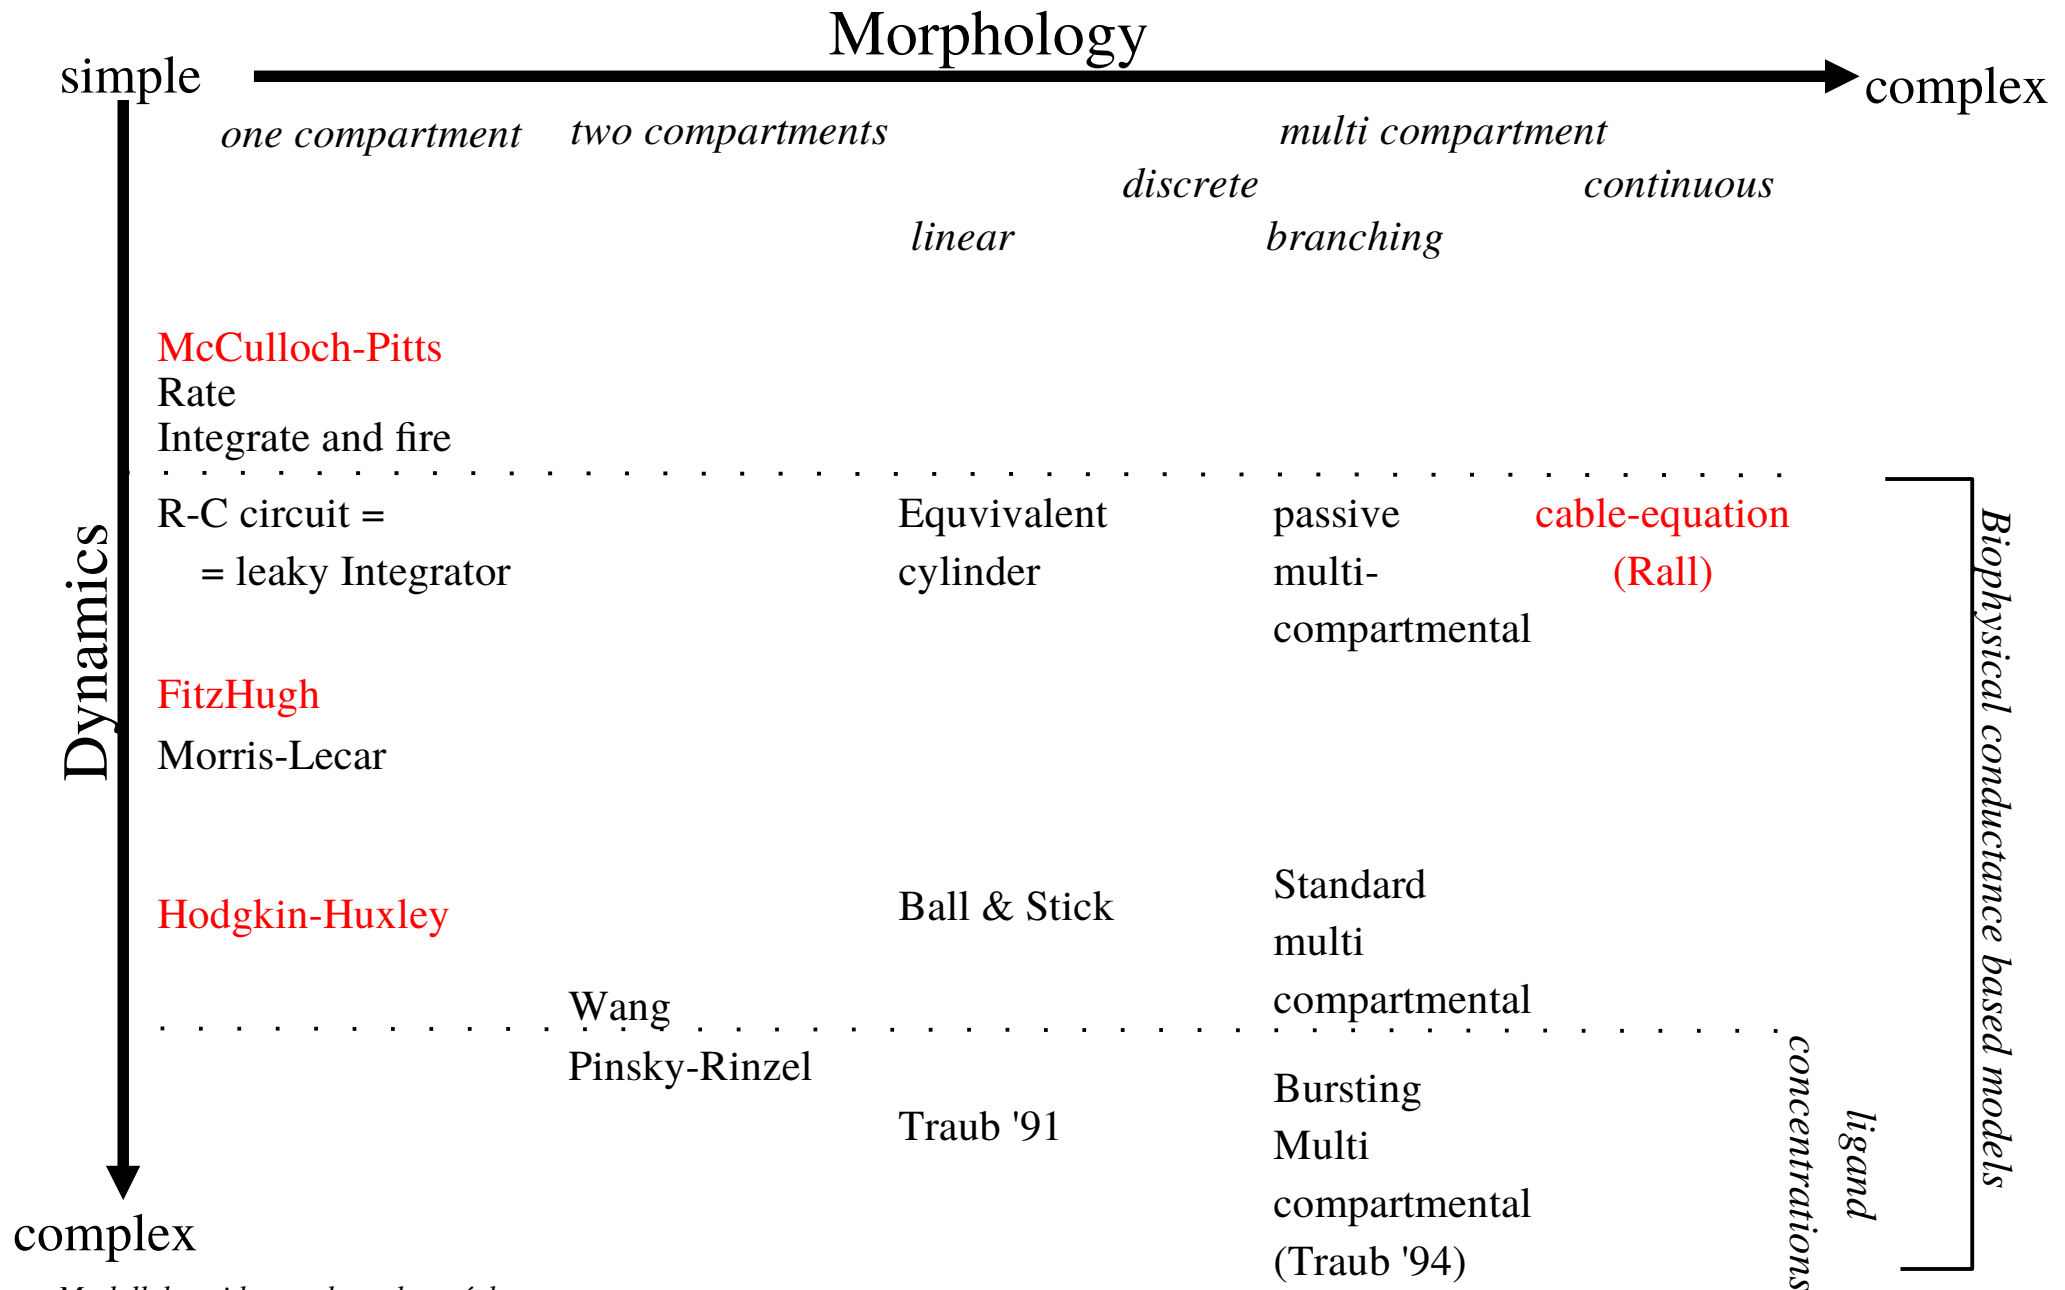 Morphology
simple
complex
one compartment
two compartments
multi compartment
discrete
continuous
linear
branching
McCulloch-Pitts
Rate
Integrate and fire
R-C circuit =
= leaky Integrator
Equvivalent
cylinder
passive
multi-
compartmental
cable-equation
(Rall)
Dynamics
FitzHugh
Morris-Lecar
Hodgkin-Huxley
Ball & Stick
Standard
multi
compartmental
Wang
Pinsky-Rinzel
Traub '91
Bursting
Multi
compartmental
(Traub '94)
ligand
concentrations
Biophysical conductance based models
complex